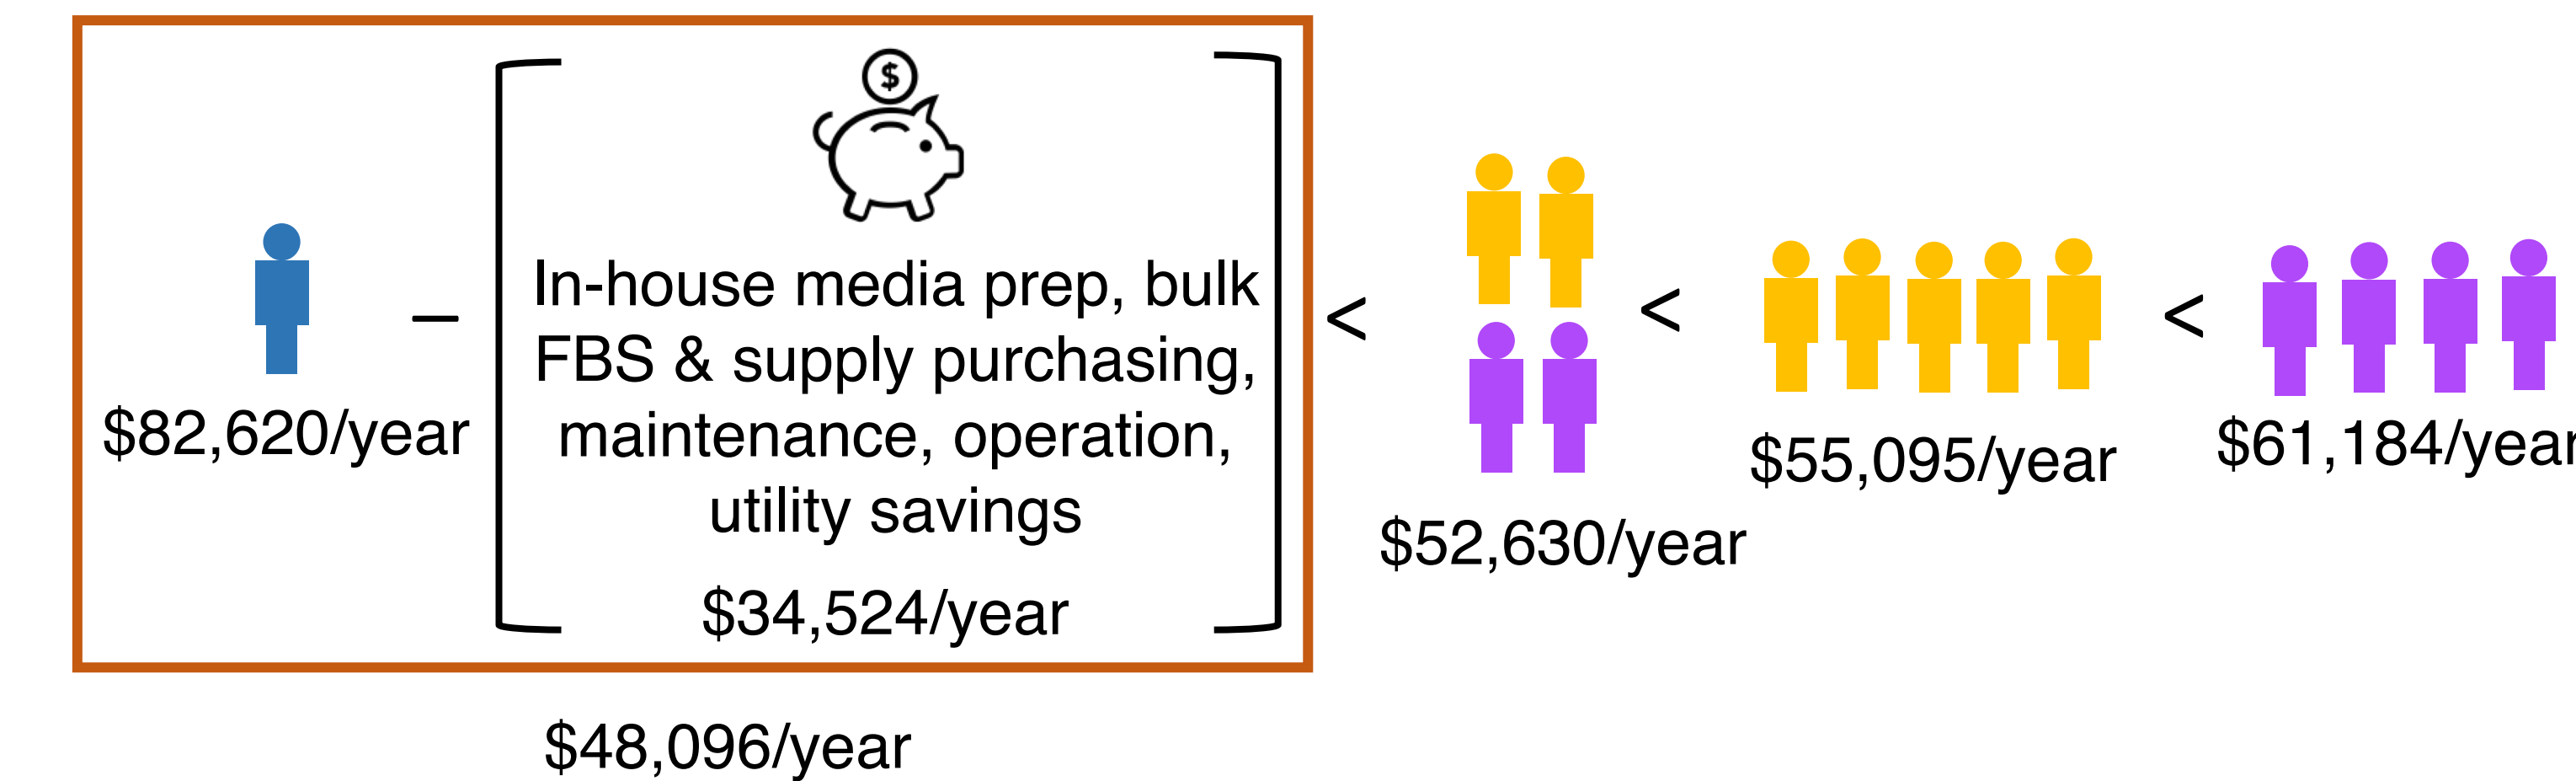 $
In-house media prep, bulk
FBS & supply purchasing,
maintenance, operation,
utility savings
$34,524/year
–
$82,620/year
$48,096/year
<
$52,630/year
<
$55,095/year
<
$61,184/year